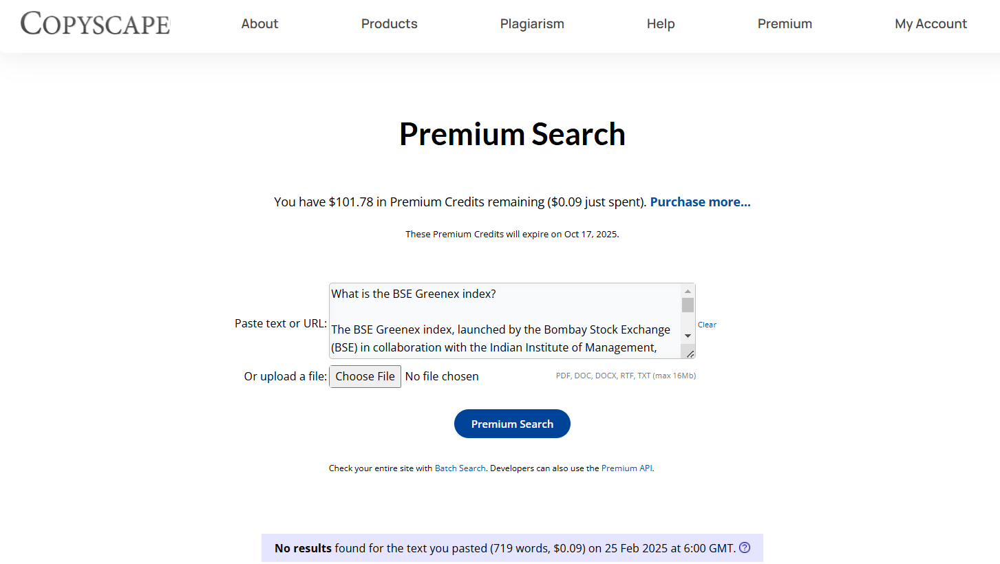 COPYSCAPE About Products Plagiarism Help Premium My Account
Premium Search
You have $101.78 in Premium Credits remaining ($0.09 just spent). Purchase more...
These Premium Credits will expire on Oct 17, 2025.
What is the BSE Greenex index?
Paste text or URL: The BSE Greenex index, launched by the Bombay Stock Exchange Clear
(BSE) in collaboration with the Indian Institute of Management,
Or upload a file: Choose File No file chosen PDF, DOC, DOCX, RTF, TXT (max 16Mb)
Premium Search
Check your entire site with Batch Search. Developers can also use the Premium API.
No results found for the text you pasted (719 words, $0.09) on 25 Feb 2025 at 6:00 GMT. ?